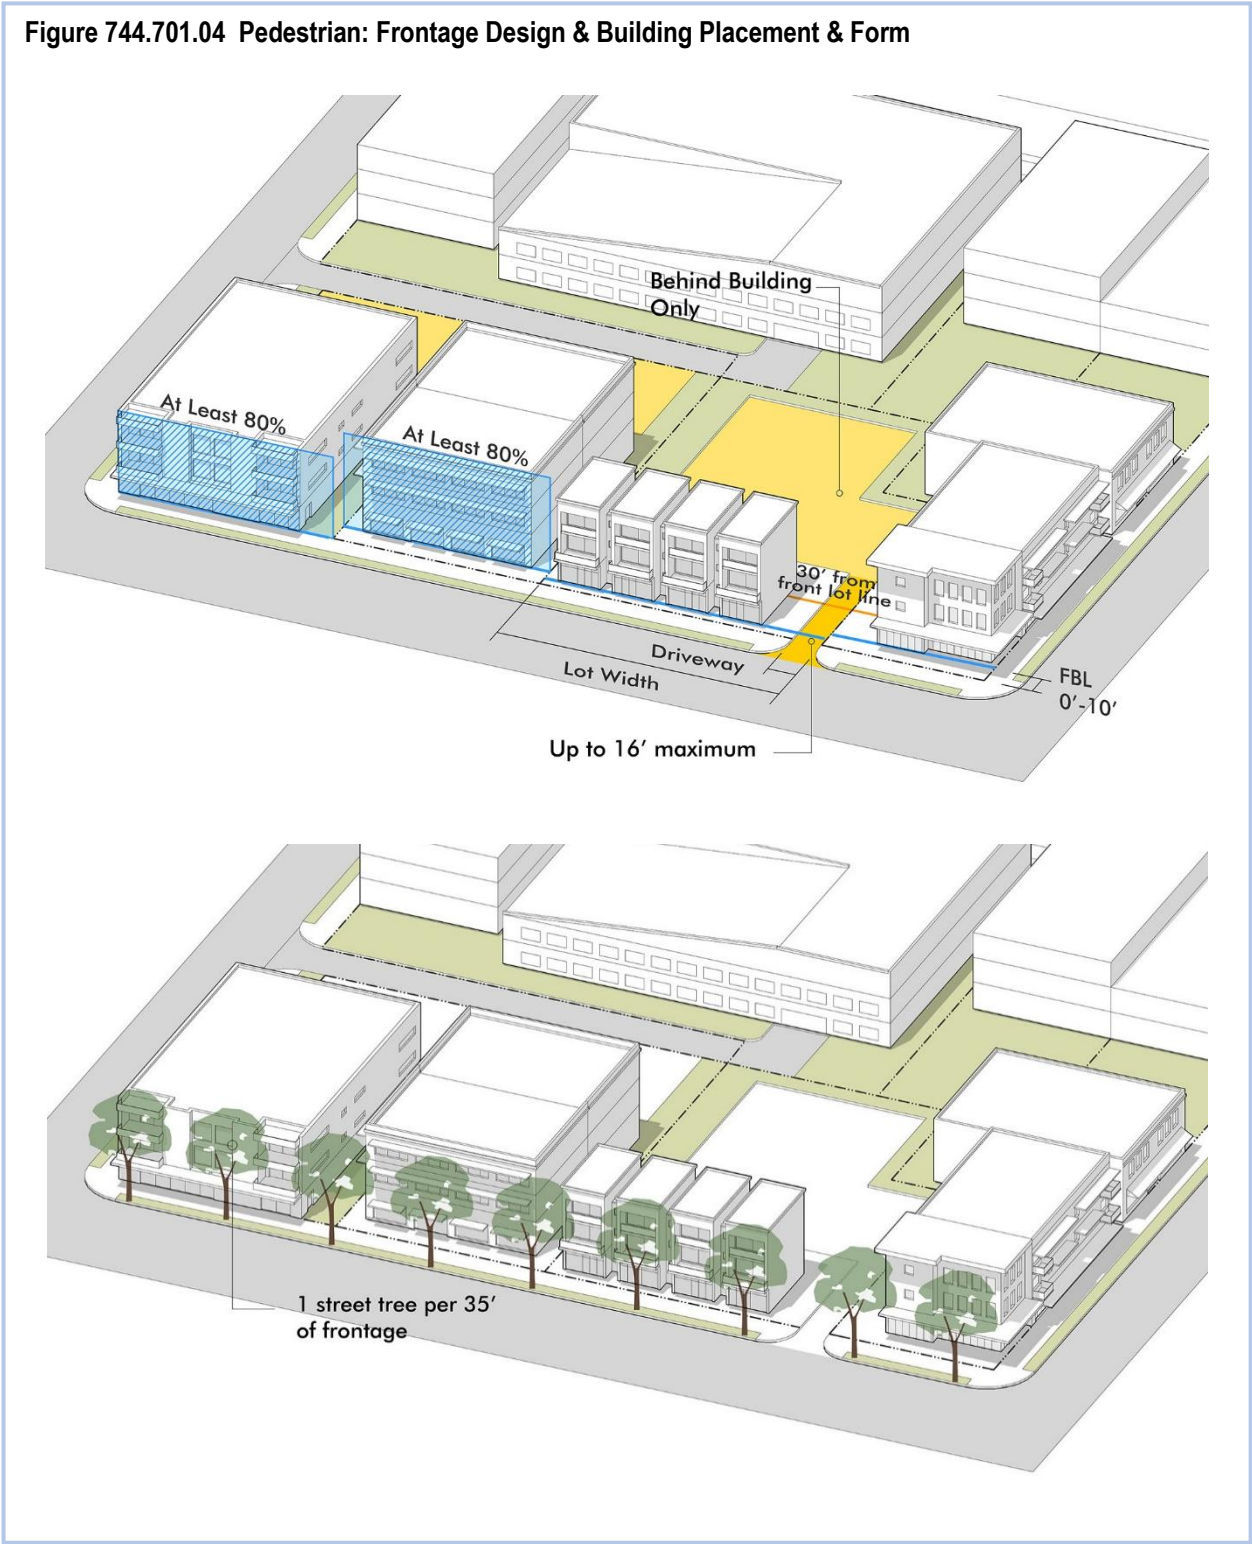 Figure 744.701.04 Pedestrian: Frontage Design & Building Placement & Form
Behind Building
Only
At Least 80%
At Least 80%
30' from
front lot line
Driveway
Lot Width
FBL
0'-10'
Up to 16' maximum
1 street tree per 35'
of frontage